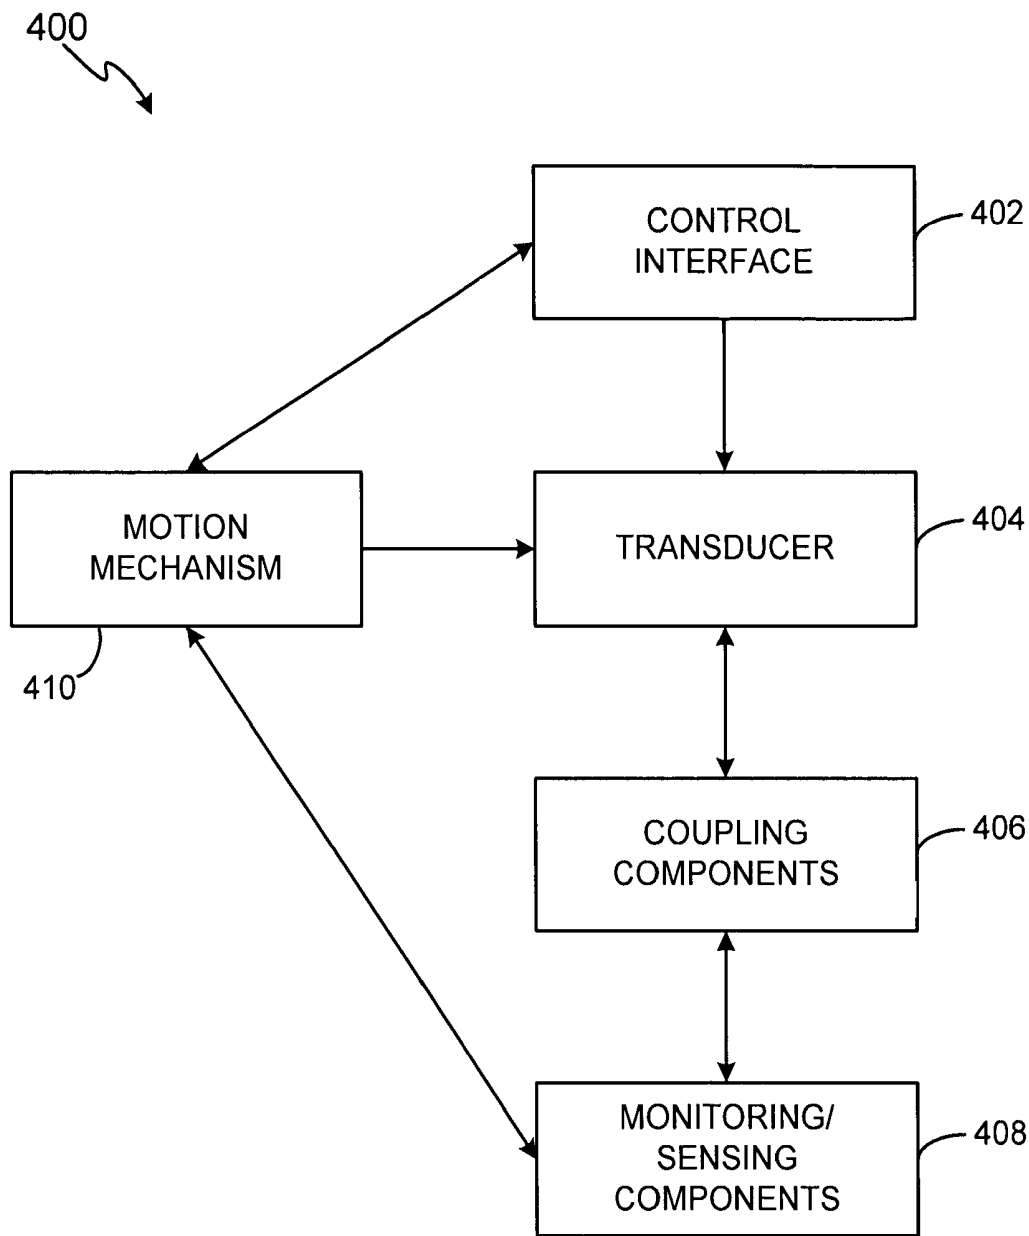 400
CONTROL
INTERFACE
402
MOTION
MECHANISM
410
TRANSDUCER
404
COUPLING
COMPONENTS
406
MONITORING/
SENSING
COMPONENTS
408